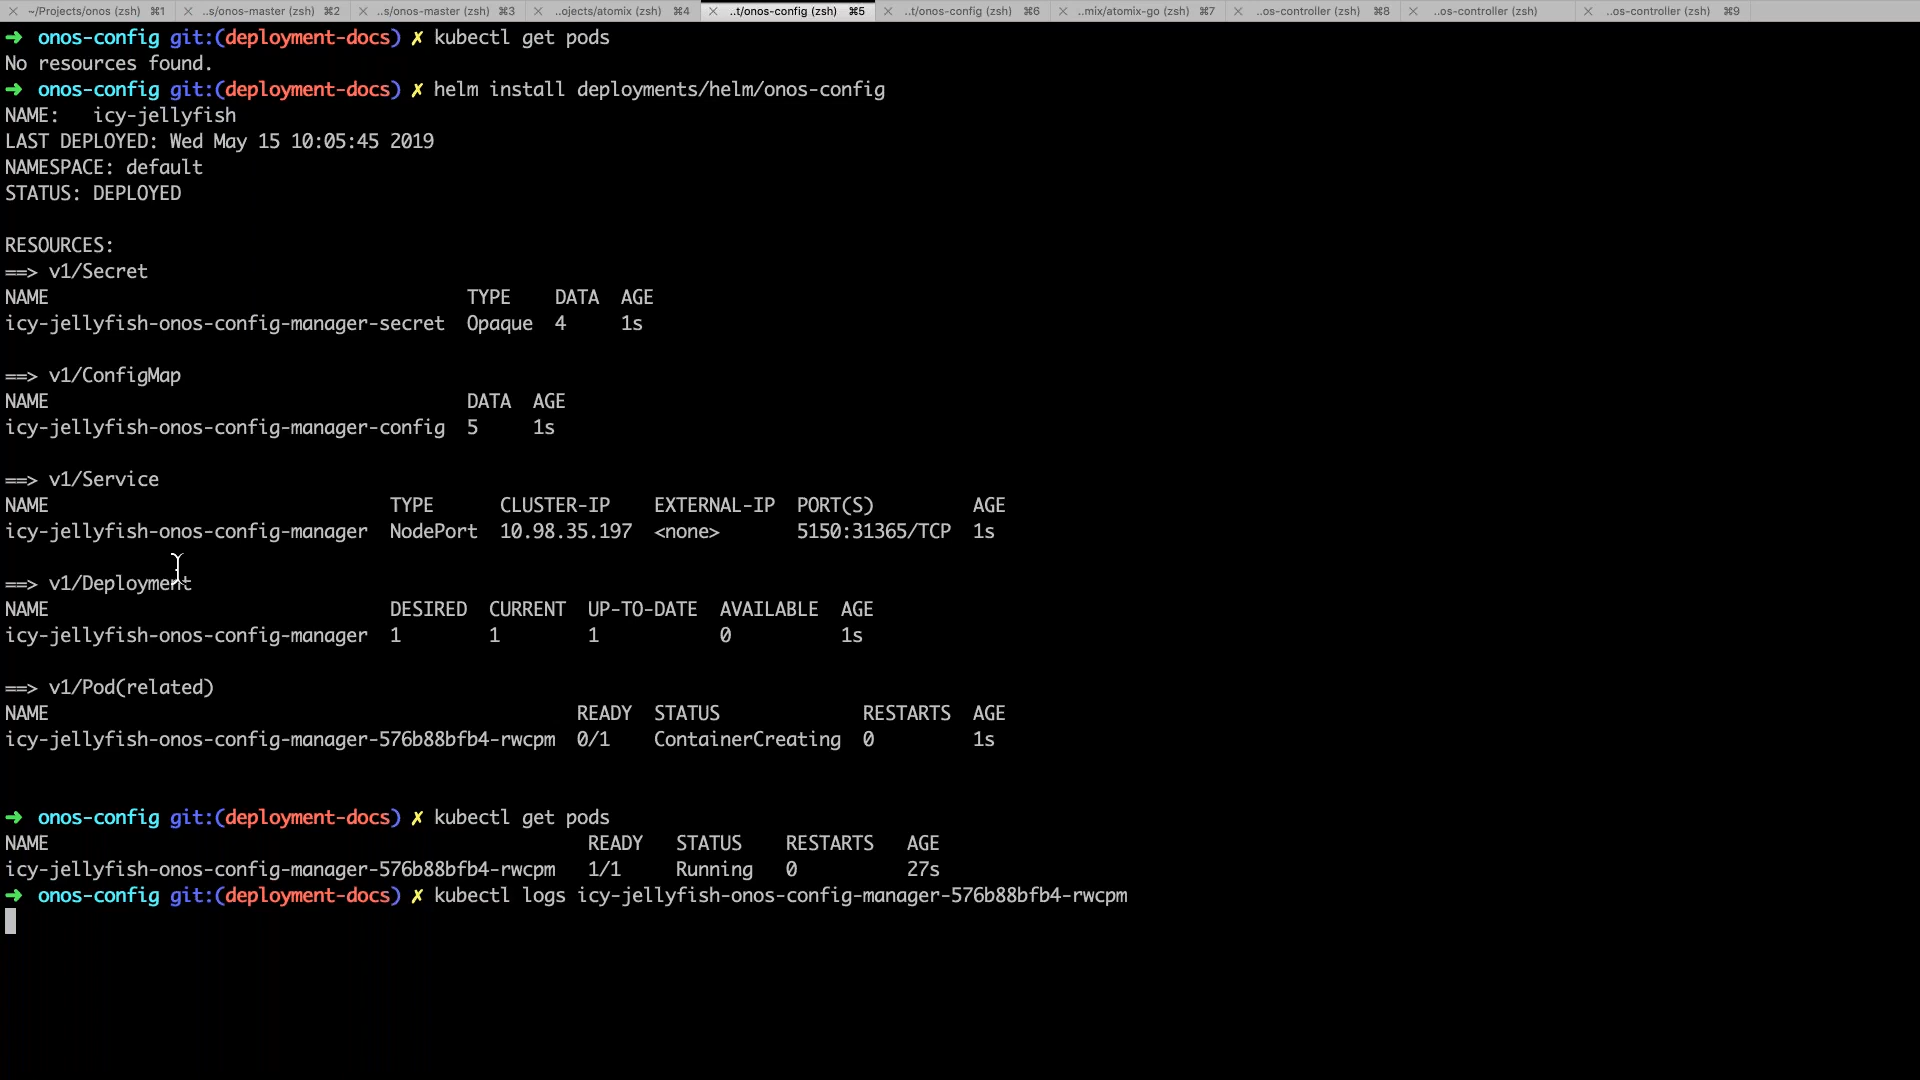 ~/Projects/onos (zsh) ⌘1 ..s/onos-master (zsh) ⌘2 ..s/onos-master (zsh) ⌘3 ..ojects/atomix (zsh) ⌘4 ..t/onos-config (zsh) ⌘5 ..t/onos-config (zsh) ⌘6 ..mix/atomix-go (zsh) ⌘7 ..os-controller (zsh) ⌘8 ..os-controller (zsh) ..os-controller (zsh) ⌘9
➜ onos-config git:(deployment-docs) ✗ kubectl get pods
No resources found.
➜ onos-config git:(deployment-docs) ✗ helm install deployments/helm/onos-config
NAME: icy-jellyfish
LAST DEPLOYED: Wed May 15 10:05:45 2019
NAMESPACE: default
STATUS: DEPLOYED
RESOURCES:
==> v1/Secret
NAME TYPE DATA AGE
icy-jellyfish-onos-config-manager-secret Opaque 4 1s
==> v1/ConfigMap
NAME DATA AGE
icy-jellyfish-onos-config-manager-config 5 1s
==> v1/Service
NAME TYPE CLUSTER-IP EXTERNAL-IP PORT(S) AGE
icy-jellyfish-onos-config-manager NodePort 10.98.35.197 <none> 5150:31365/TCP 1s
==> v1/Deployment
NAME DESIRED CURRENT UP-TO-DATE AVAILABLE AGE
icy-jellyfish-onos-config-manager 1 1 1 0 1s
==> v1/Pod(related)
NAME READY STATUS RESTARTS AGE
icy-jellyfish-onos-config-manager-576b88bfb4-rwcpm 0/1 ContainerCreating 0 1s
➜ onos-config git:(deployment-docs) ✗ kubectl get pods
NAME READY STATUS RESTARTS AGE
icy-jellyfish-onos-config-manager-576b88bfb4-rwcpm 1/1 Running 0 27s
➜ onos-config git:(deployment-docs) ✗ kubectl logs icy-jellyfish-onos-config-manager-576b88bfb4-rwcpm